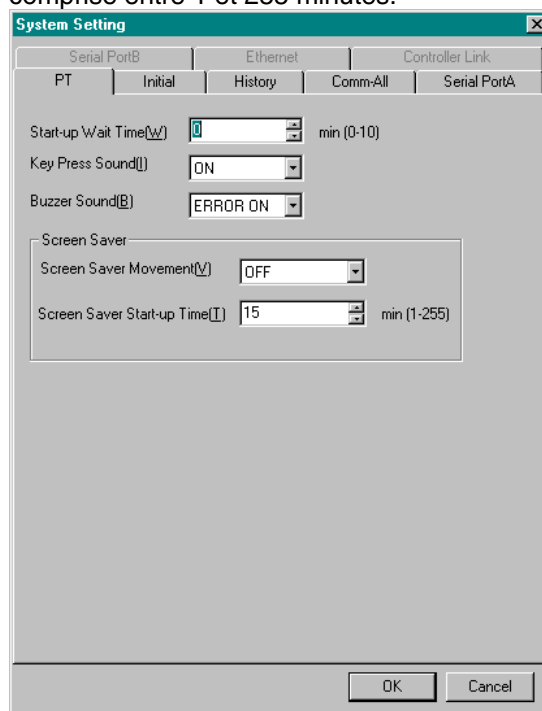 comprise entre 1 et 255 minutes.
System Setting
Serial PortB Ethernet Controller Link
PT Initial History Comm-All Serial PortA
Start-up Wait Time(W) 0 min (0-10)
Key Press Sound(I) ON
Buzzer Sound(B) ERROR ON
Screen Saver
Screen Saver Movement(V) OFF
Screen Saver Start-up Time(T) 15 min (1-255)
OK Cancel